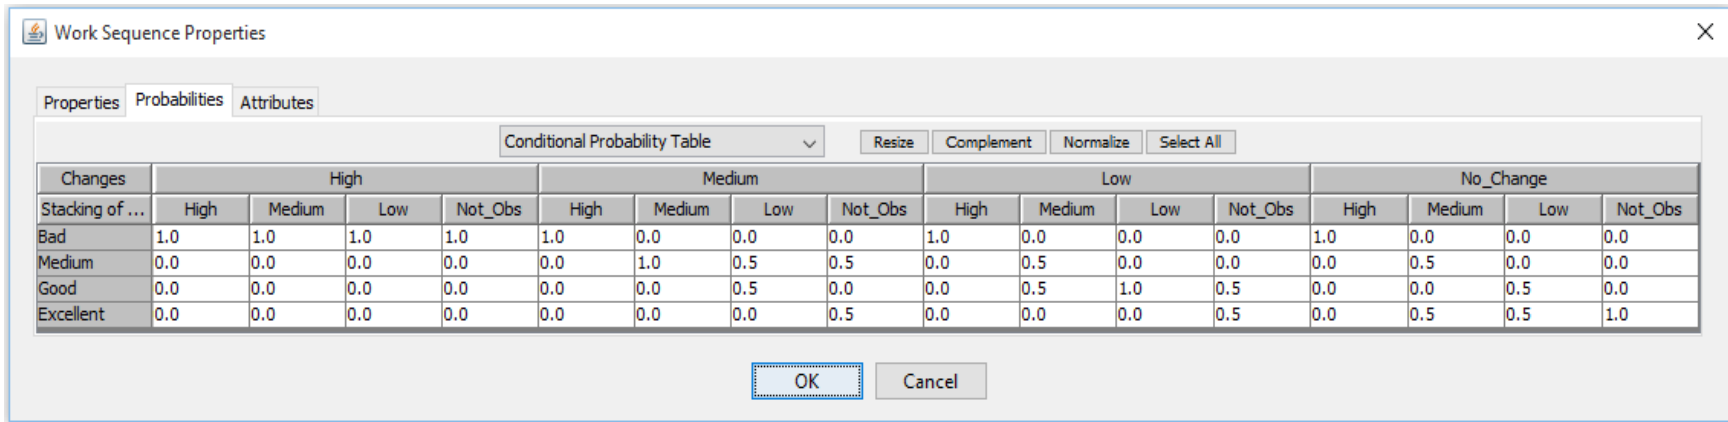 Work Sequence Properties
Properties Probabilities Attributes
Conditional Probability Table Resize Complement Normalize Select All
Changes High Medium Low No_Change
Stacking of ... High Medium Low Not_Obs High Medium Low Not_Obs High Medium Low Not_Obs High Medium Low Not_Obs
Bad 1.0 1.0 1.0 1.0 1.0 0.0 0.0 0.0 1.0 0.0 0.0 0.0 1.0 0.0 0.0 0.0
Medium 0.0 0.0 0.0 0.0 0.0 1.0 0.5 0.5 0.0 0.5 0.0 0.0 0.0 0.5 0.0 0.0
Good 0.0 0.0 0.0 0.0 0.0 0.0 0.5 0.0 0.0 0.5 1.0 0.5 0.0 0.0 0.5 0.0
Excellent 0.0 0.0 0.0 0.0 0.0 0.0 0.0 0.5 0.0 0.0 0.0 0.5 0.0 0.5 0.5 1.0
OK Cancel